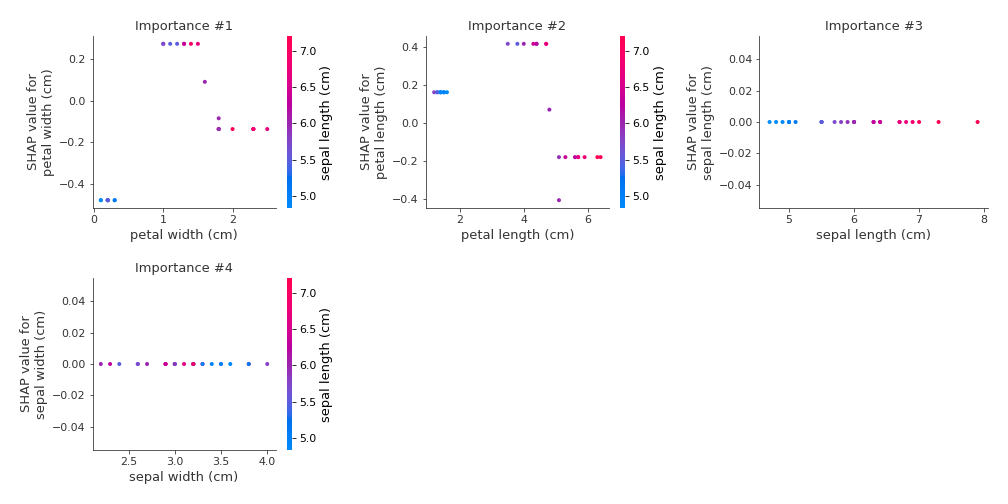 Importance #1
0.2
0.0
−0.2
−0.4
0
1
2
petal width (cm)
SHAP value for
petal width (cm)
7.0
6.5
6.0
5.5
5.0
sepal length (cm)
Importance #2
0.4
0.2
0.0
−0.2
−0.4
2
4
6
petal length (cm)
SHAP value for
petal length (cm)
7.0
6.5
6.0
5.5
5.0
sepal length (cm)
Importance #3
0.04
0.02
0.00
−0.02
−0.04
5
6
7
8
sepal length (cm)
SHAP value for
sepal length (cm)
Importance #4
0.04
0.02
0.00
−0.02
−0.04
2.5
3.0
3.5
4.0
sepal width (cm)
SHAP value for
sepal width (cm)
7.0
6.5
6.0
5.5
5.0
sepal length (cm)